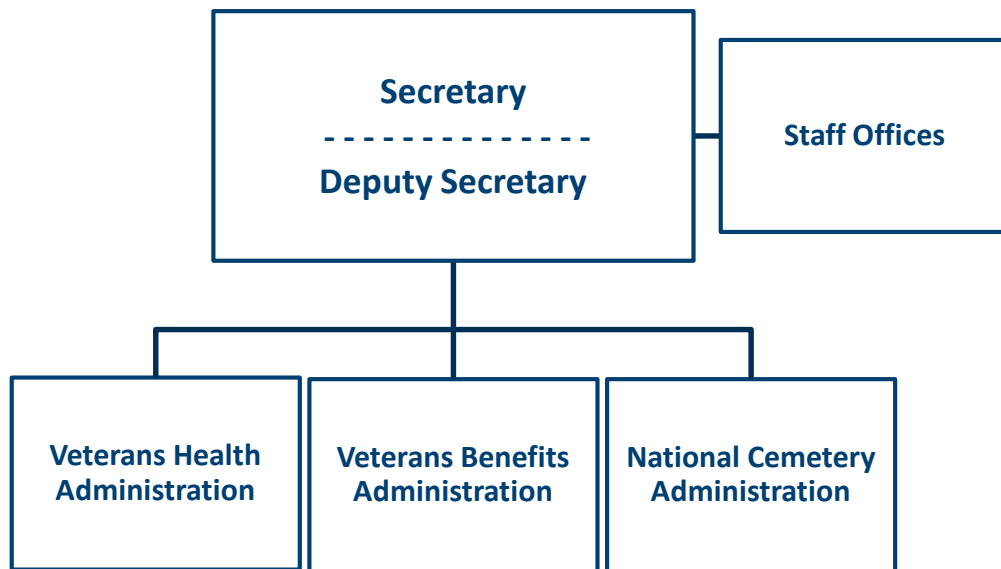 Secretary
- - - - - - - - - - - - - -
Deputy Secretary
Staff Offices
Veterans Health
Administration
Veterans Benefits
Administration
National Cemetery
Administration